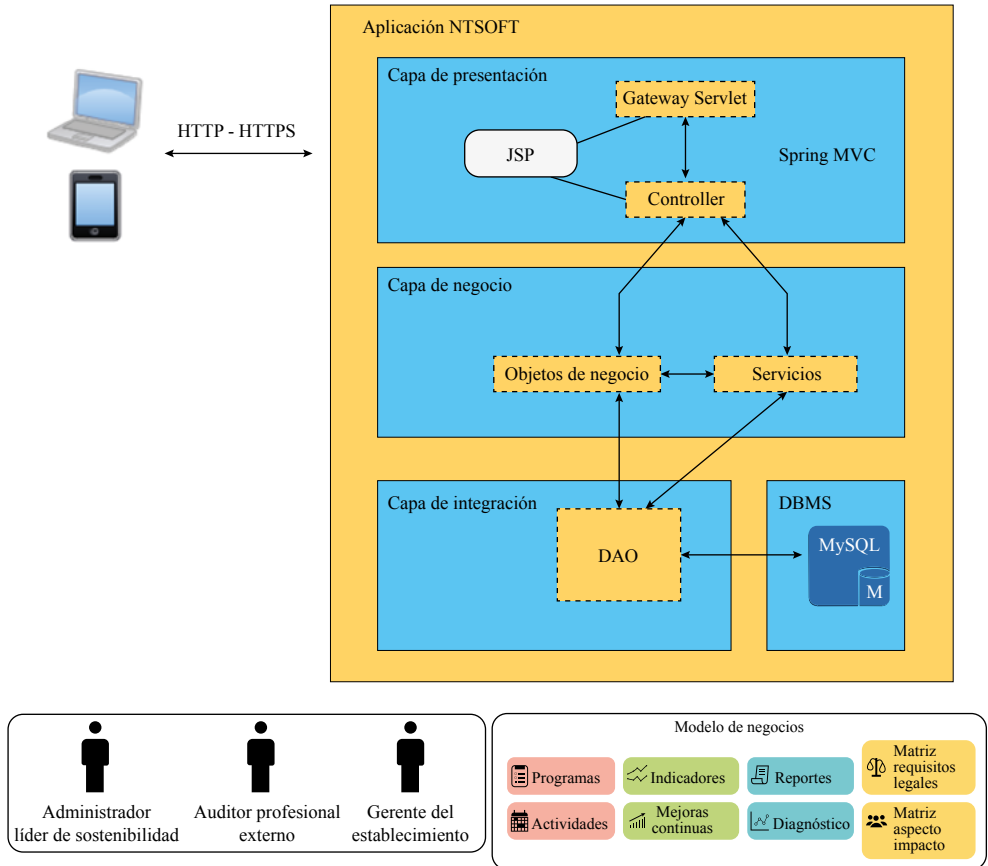 Aplicación NTSOFT
Capa de presentación
Gateway Servlet
HTTP - HTTPS
JSP
Spring MVC
Controller
Capa de negocio
Objetos de negocio
Servicios
Capa de integración
DBMS
DAO
MySQL
M
Administrador
líder de sostenibilidad
Auditor profesional
externo
Gerente del
establecimiento
Modelo de negocios
Programas
Indicadores
Reportes
Matriz
requisitos
legales
Actividades
Mejoras
continuas
Diagnóstico
Matriz
aspecto
impacto